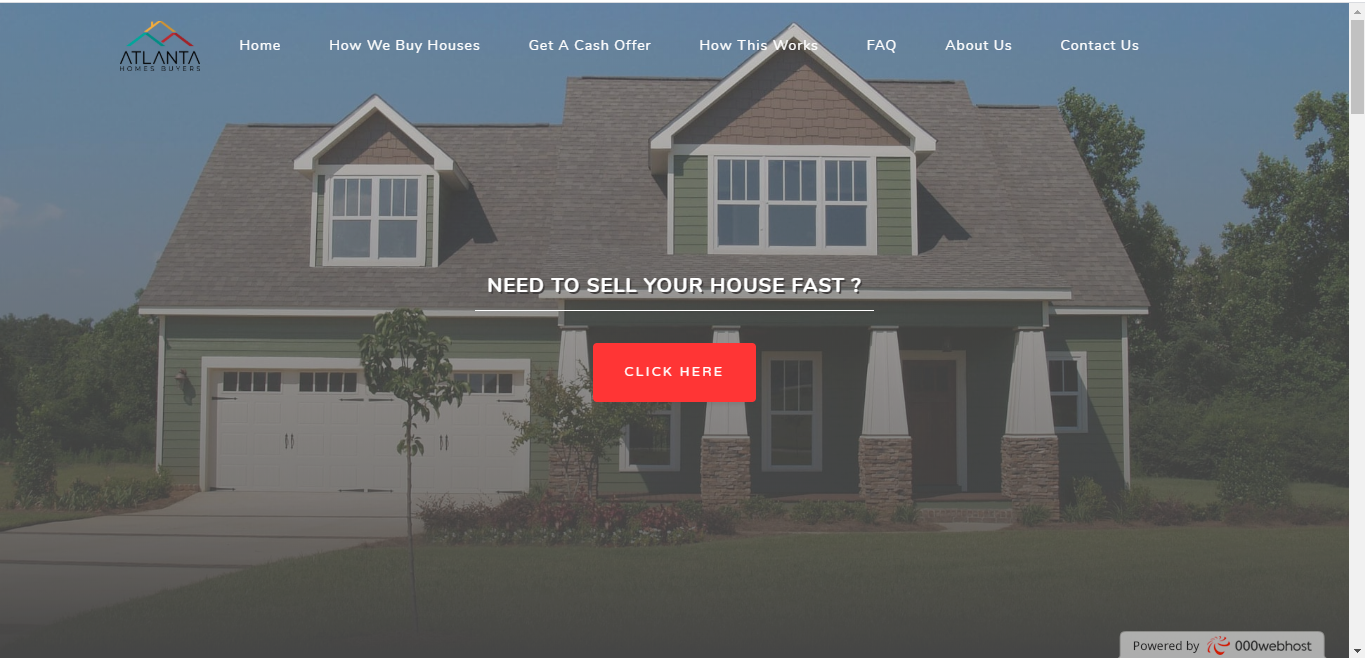 ATLANTA
HOMES BUYERS
Home How We Buy Houses Get A Cash Offer How This Works FAQ About Us Contact Us
NEED TO SELL YOUR HOUSE FAST ?
CLICK HERE
Powered by 000webhost